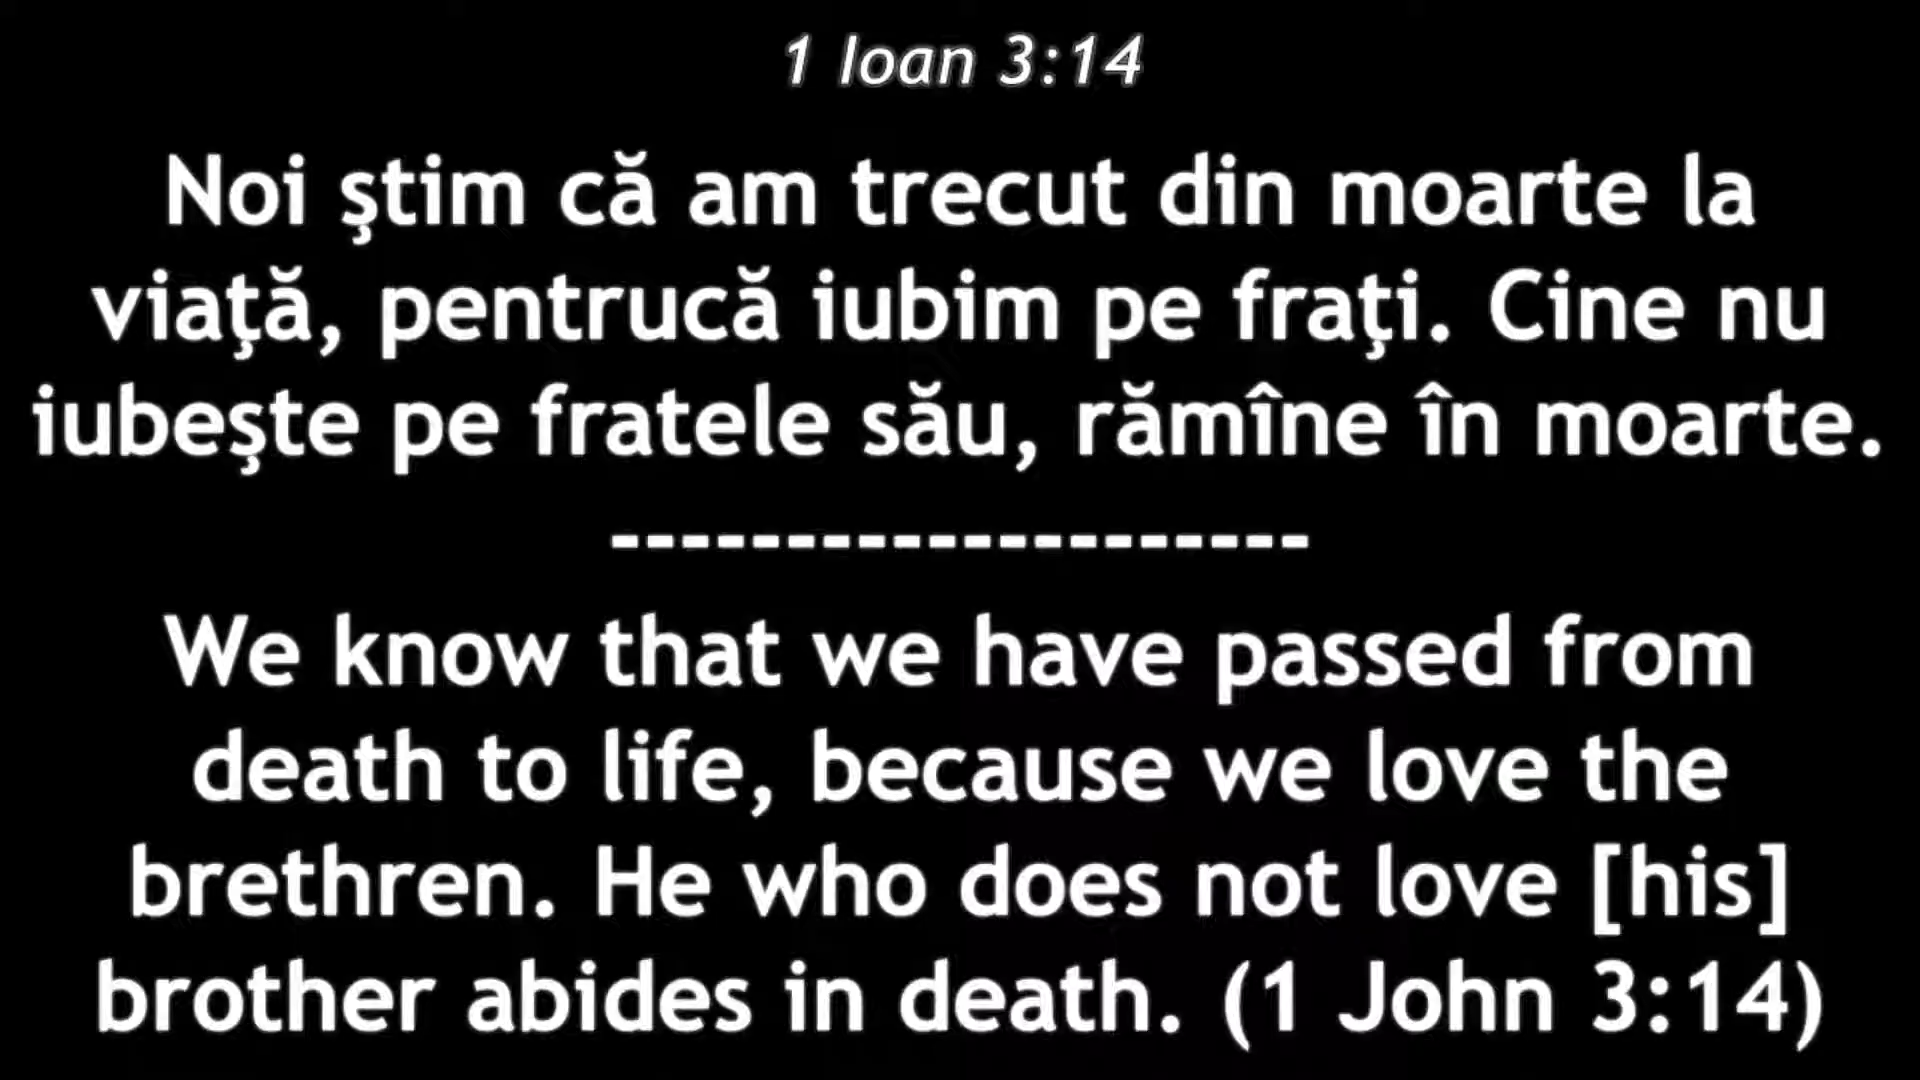 1 Ioan 3:14
Noi ştim că am trecut din moarte la
viaţă, pentrucă iubim pe fraţi. Cine nu
iubeşte pe fratele său, rămîne în moarte.
--------------------
We know that we have passed from
death to life, because we love the
brethren. He who does not love [his]
brother abides in death. (1 John 3:14)